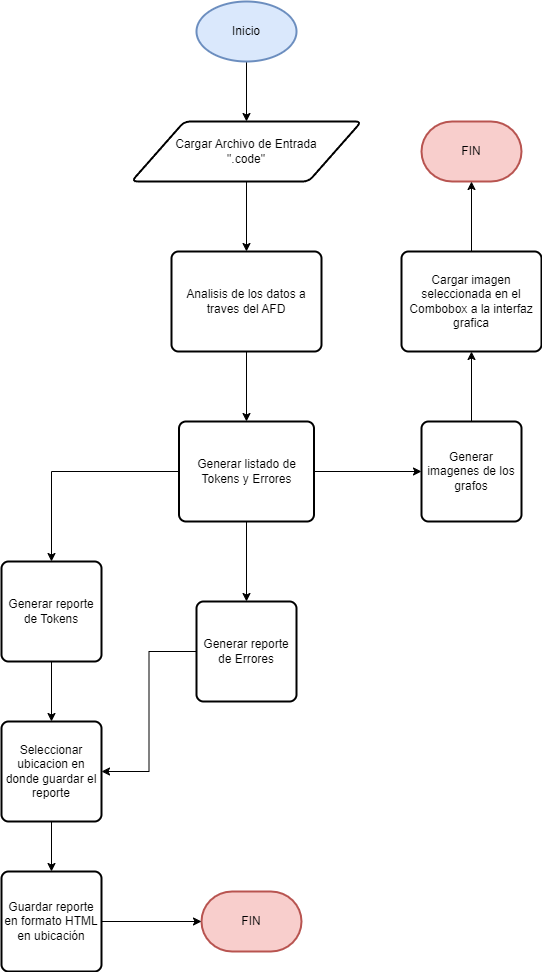 Inicio
Cargar Archivo de Entrada
".code"
FIN
Analisis de los datos a
traves del AFD
Cargar imagen
seleccionada en el
Combobox a la interfaz
grafica
Generar listado de
Tokens y Errores
Generar
imagenes de los
grafos
Generar reporte
de Tokens
Generar reporte
de Errores
Seleccionar
ubicacion en
donde guardar el
reporte
Guardar reporte
en formato HTML
en ubicación
FIN